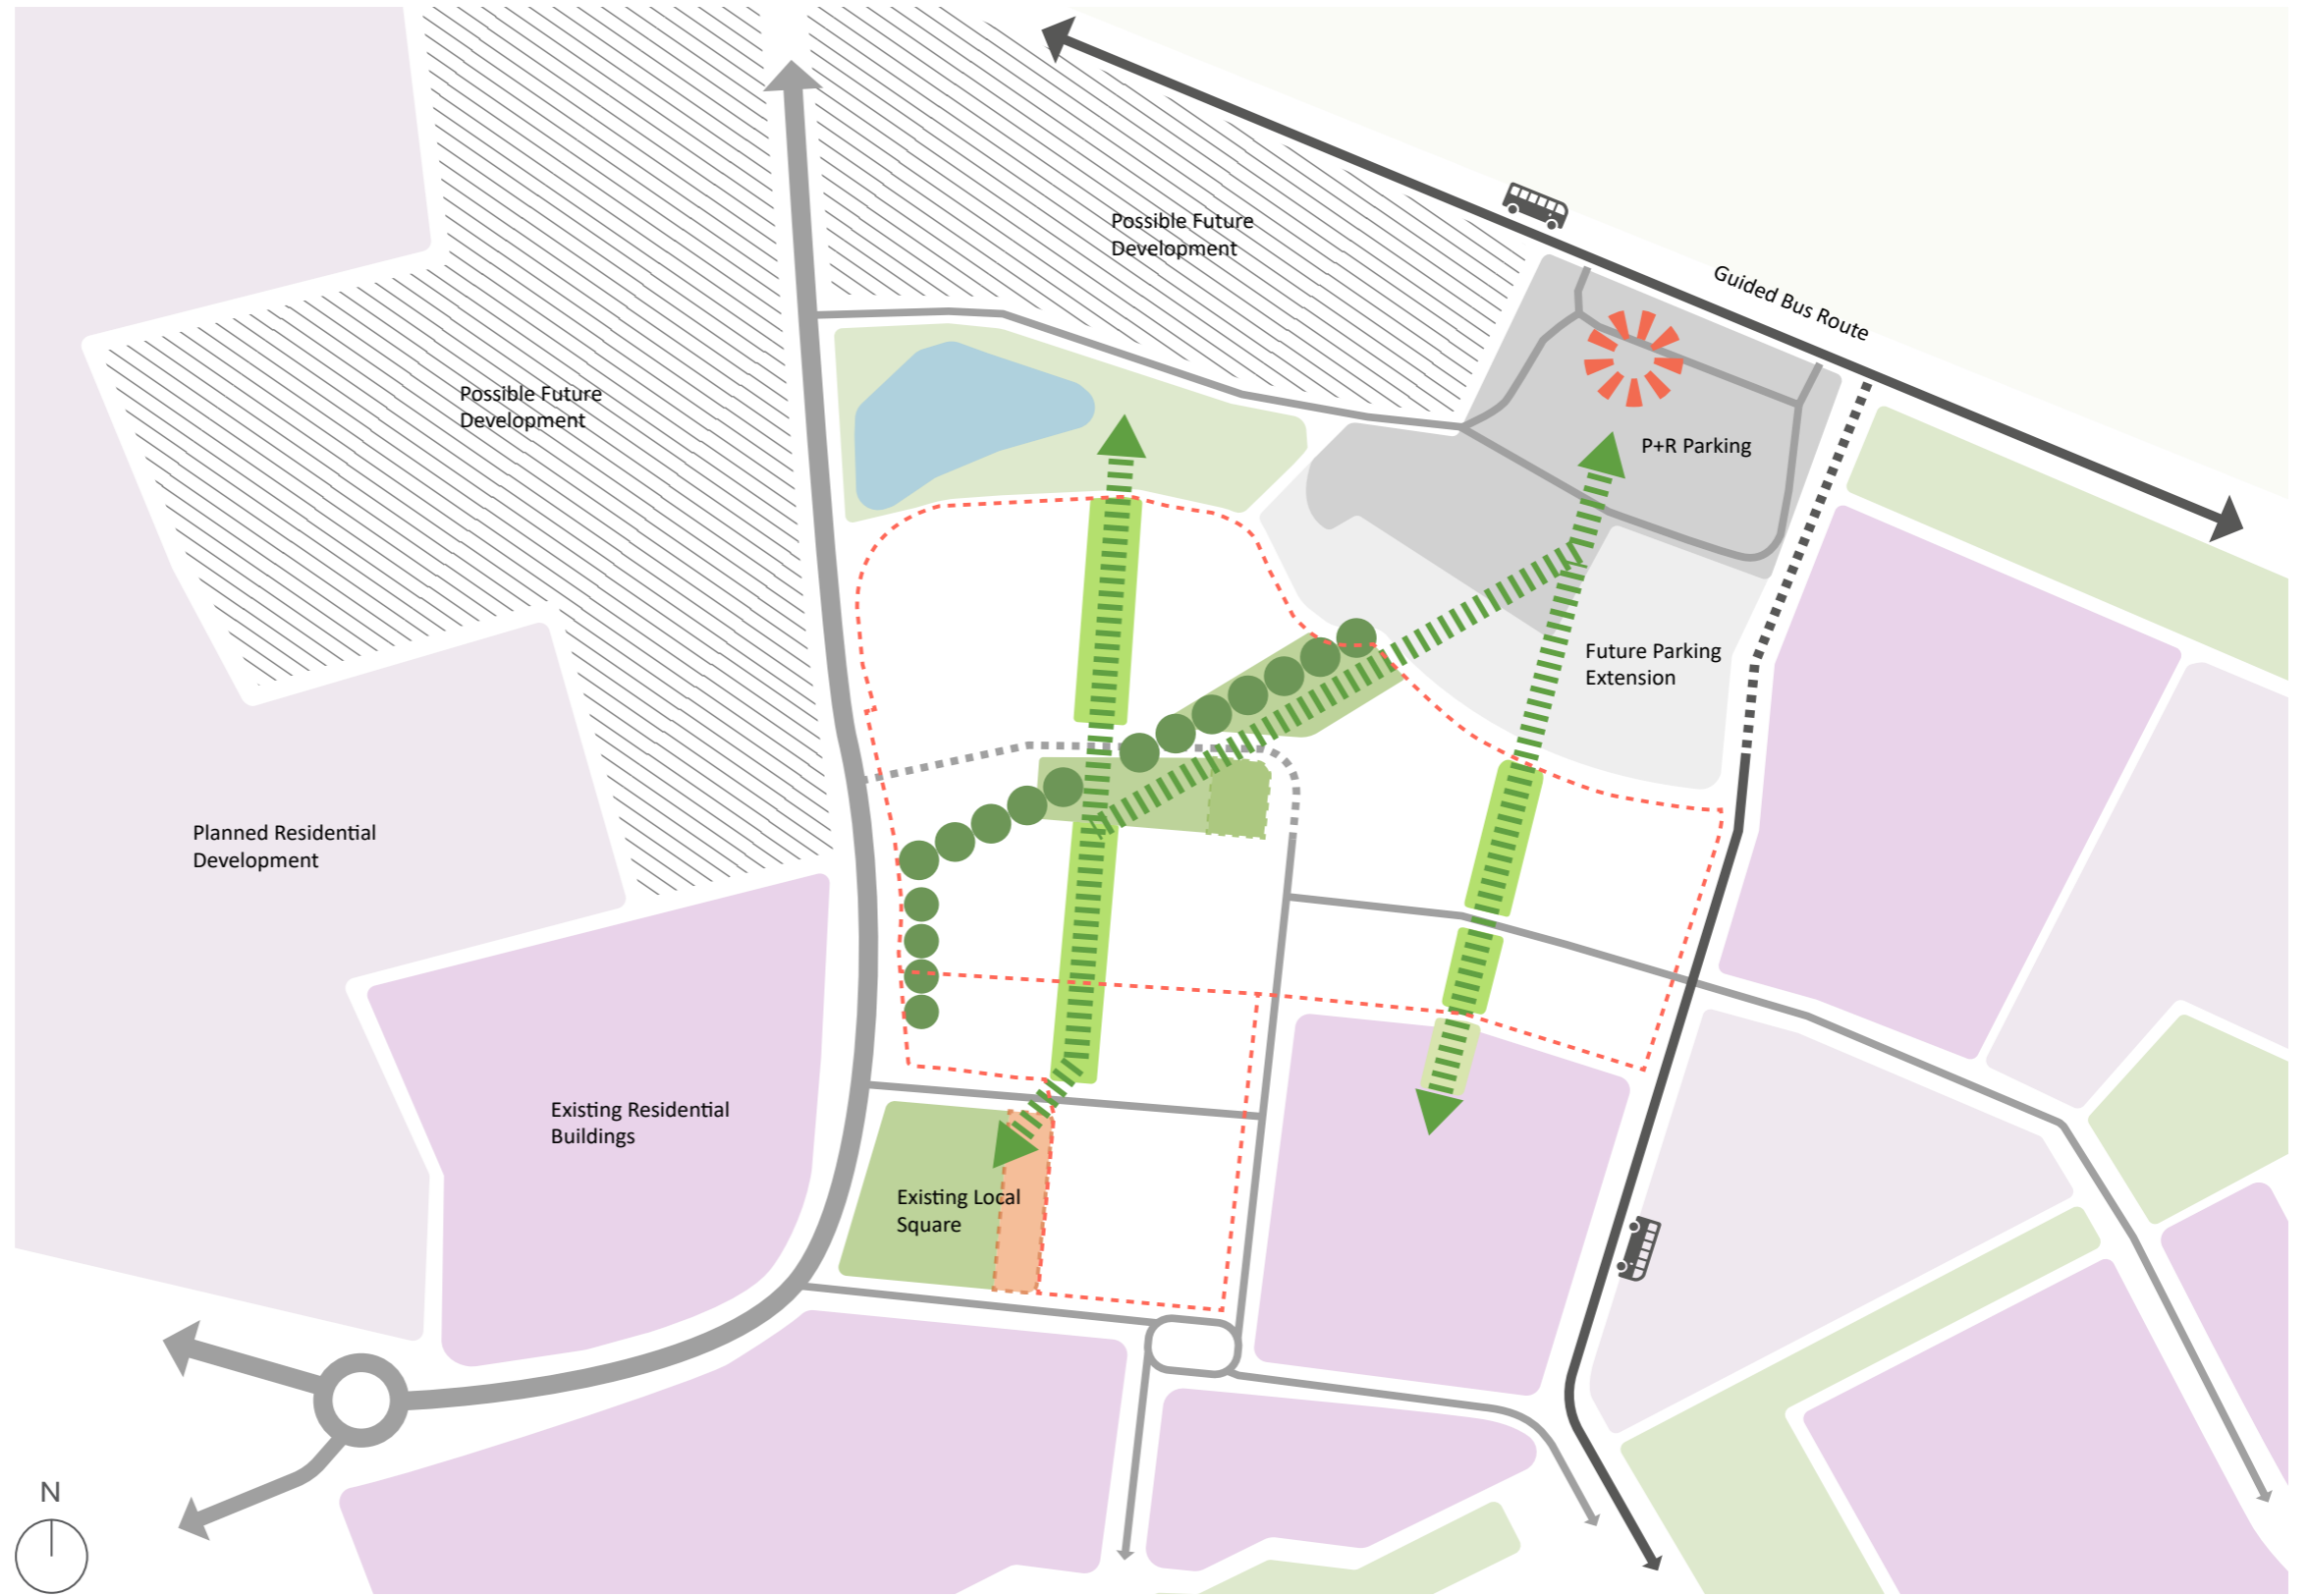 Possible Future
Development
Guided Bus Route
Possible Future
Development
P+R Parking
Future Parking
Extension
Planned Residential
Development
Existing Residential
Buildings
Existing Local
Square
N